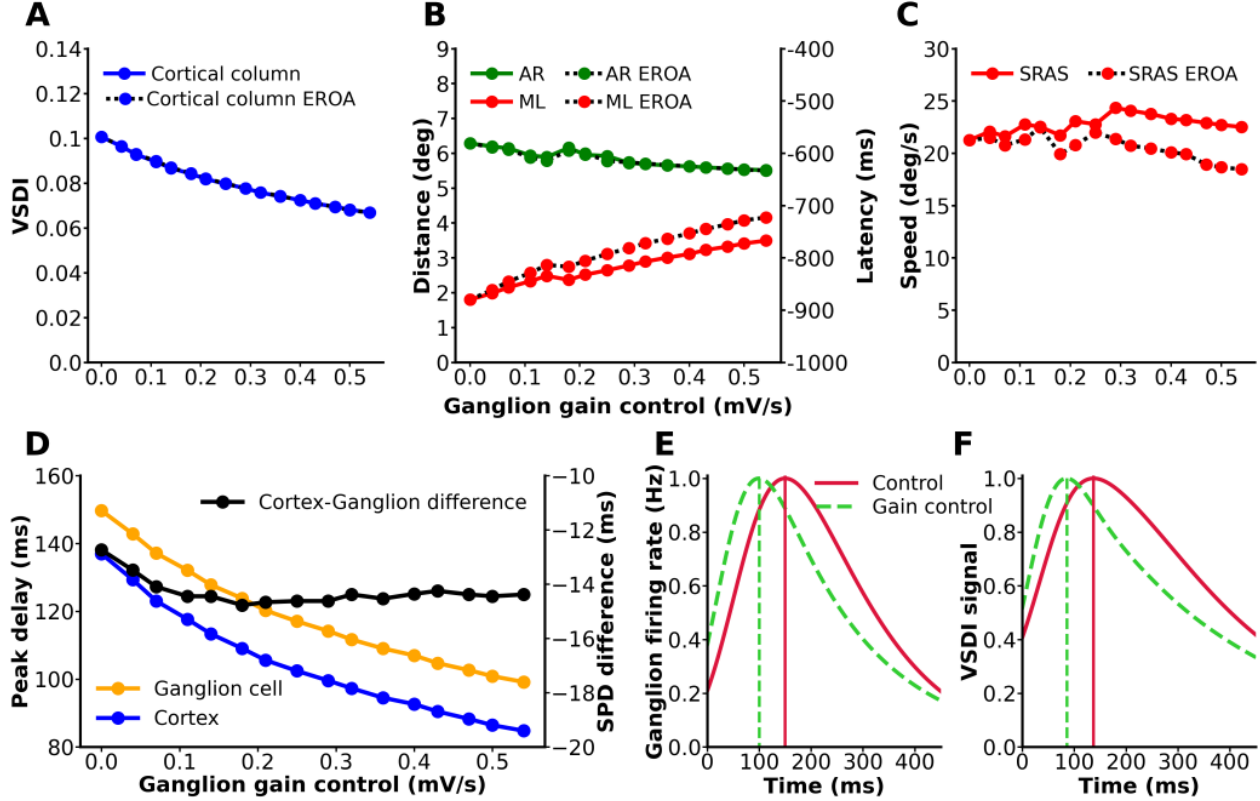 A
B
C
0.14
0.12
0.1
0.08
0.06
0.04
0.02
0.0
VSDI
Cortical column
Cortical column EROA
0.0 0.1 0.2 0.3 0.4 0.5
9
8
7
6
5
4
3
2
1
0
Distance (deg)
AR AR EROA
ML ML EROA
-400
-500
-600
-700
-800
-900
-1000
Latency (ms)
0.0 0.1 0.2 0.3 0.4 0.5
Ganglion gain control (mV/s)
30
25
20
15
10
5
0
Speed (deg/s)
SRAS SRAS EROA
0.0 0.1 0.2 0.3 0.4 0.5
D
E
F
160
140
120
100
80
Peak delay (ms)
Cortex-Ganglion difference
Ganglion cell
Cortex
−10
−12
−14
−16
−18
−20
SPD difference (ms)
0.0 0.1 0.2 0.3 0.4 0.5
Ganglion gain control (mV/s)
1.0
0.8
0.6
0.4
0.2
0.0
Ganglion firing rate (Hz)
Control
Gain control
0 100 200 300 400
Time (ms)
1.0
0.8
0.6
0.4
0.2
0.0
VSDI signal
0 100 200 300 400
Time (ms)